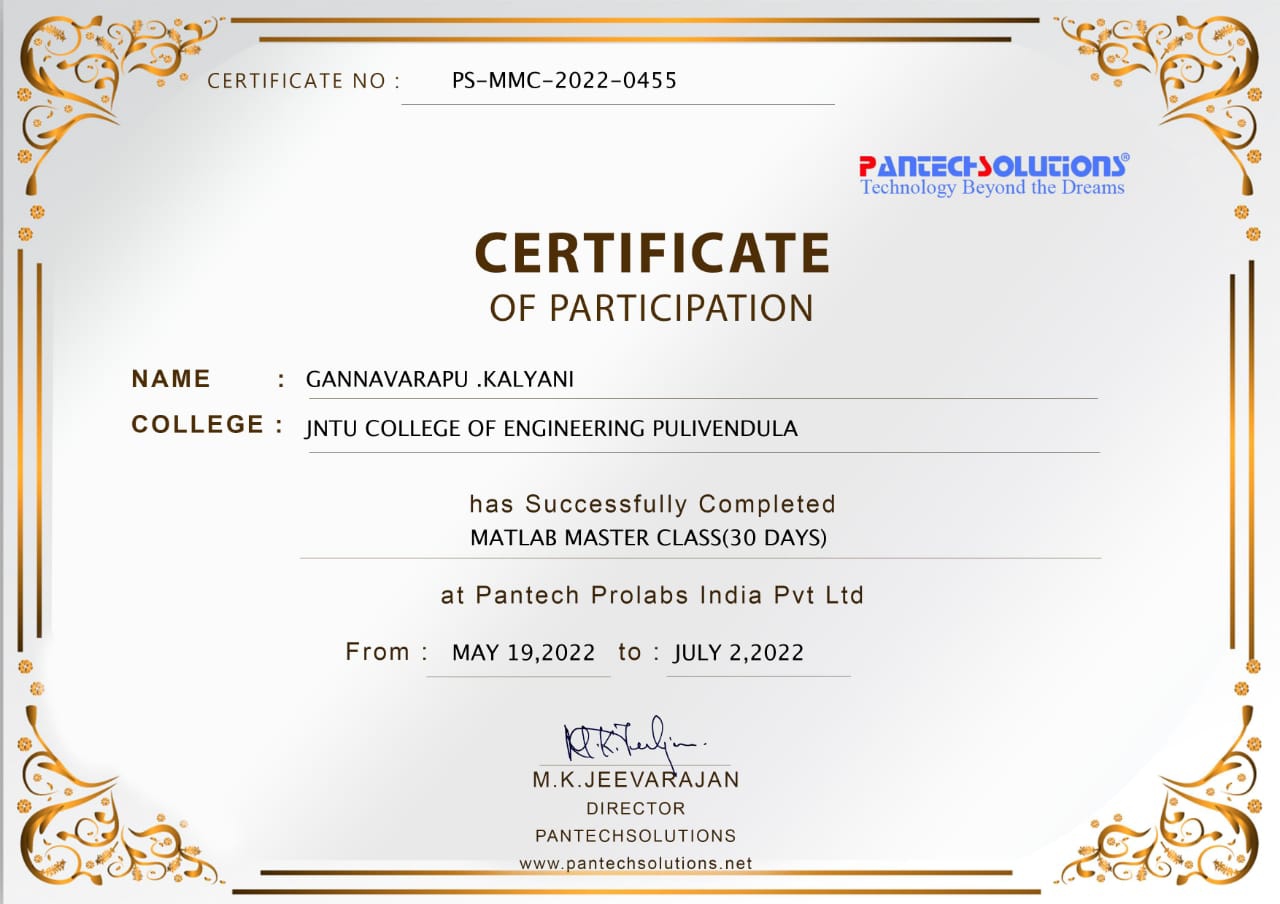 CERTIFICATE NO : PS-MMC-2022-0455
PANTECHSOLUTIONS®
Technology Beyond the Dreams
CERTIFICATE
OF PARTICIPATION
NAME : GANNAVARAPU .KALYANI
COLLEGE : JNTU COLLEGE OF ENGINEERING PULIVENDULA
has Successfully Completed
MATLAB MASTER CLASS(30 DAYS)
at Pantech Prolabs India Pvt Ltd
From : MAY 19,2022 to : JULY 2,2022
M.K.JEEVARAJAN
DIRECTOR
PANTECHSOLUTIONS
www.pantechsolutions.net